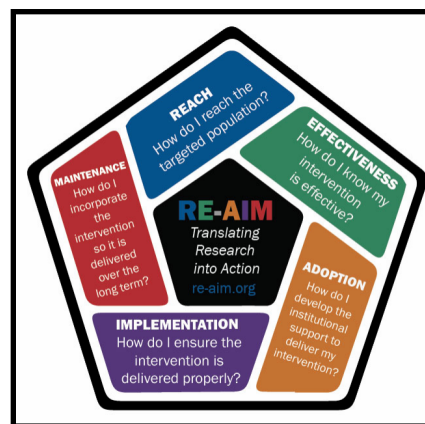 REACH
How do I reach the
targeted population?
EFFECTIVENESS
How do I know my
intervention
is effective?
ADOPTION
How do I
develop the
institutional
support to
deliver my
intervention?
IMPLEMENTATION
How do I ensure the
intervention is
delivered properly?
MAINTENANCE
How do I
incorporate
the
intervention
so it is
delivered
over the
long term?
RE-AIM
Translating
Research
into Action
re-aim.org